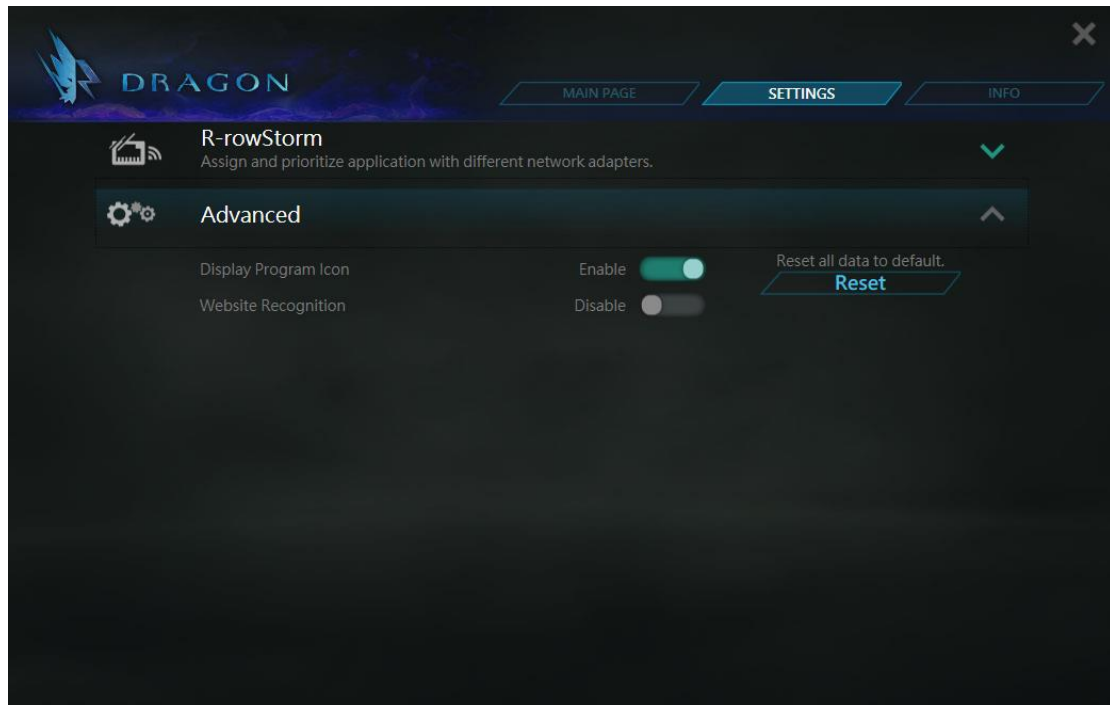 DRAGON
MAIN PAGE
SETTINGS
INFO
R-rowStorm
Assign and prioritize application with different network adapters.
Advanced
Display Program Icon
Enable
Reset all data to default.
Reset
Website Recognition
Disable